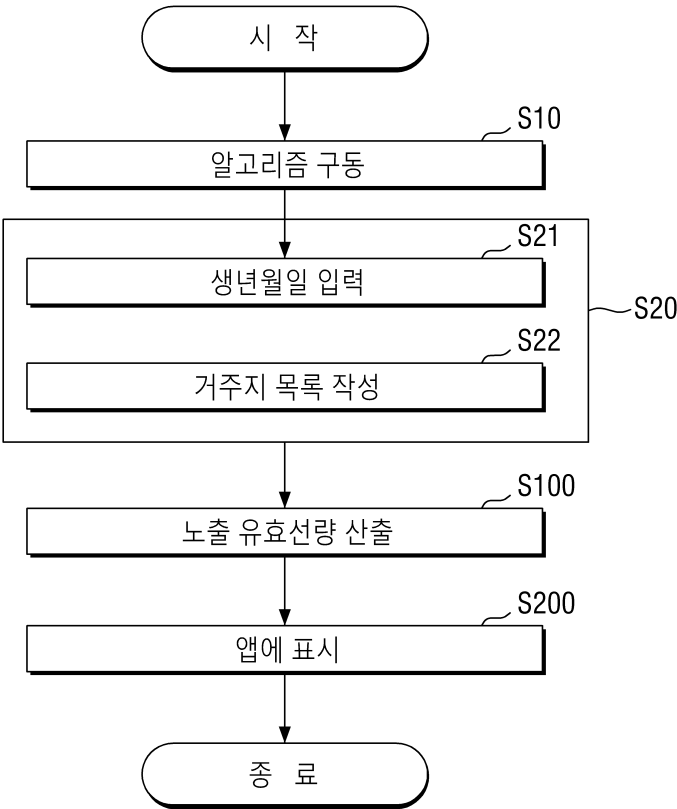 시 작
S10
알고리즘 구동
S21
생년월일 입력
S20
S22
거주지 목록 작성
S100
노출 유효선량 산출
S200
앱에 표시
종 료